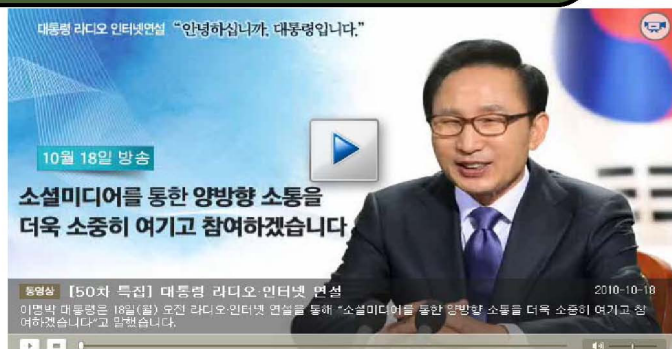 대통령 라디오 인터넷연설 "안녕하십니까, 대통령입니다."
10월 18일 방송
소셜미디어를 통한 양방향 소통을
더욱 소중히 여기고 참여하겠습니다
동영상 [50차 특집] 대통령 라디오·인터넷 연설 2010-10-18
이명박 대통령은 18일(월) 오전 라디오·인터넷 연설을 통해 "소셜미디어를 통한 양방향 소통을 더욱 소중히 여기고 참
여하겠습니다"고 말했습니다.